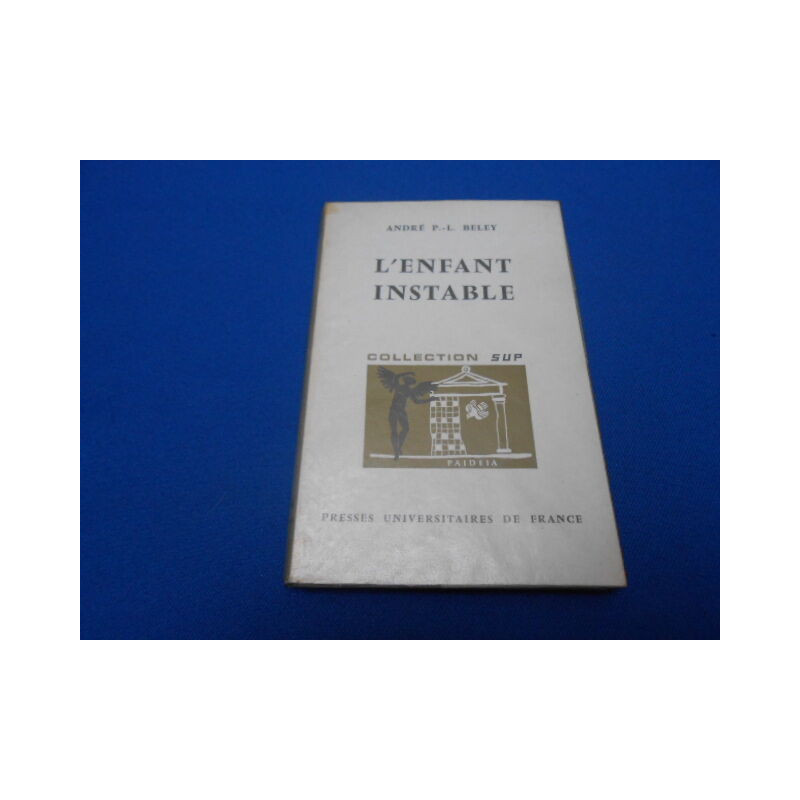 ANDRÉ P.-L. BELEY
L'ENFANT
INSTABLE
COLLECTION SUP
PAIDEIA
PRESSES UNIVERSITAIRES DE FRANCE